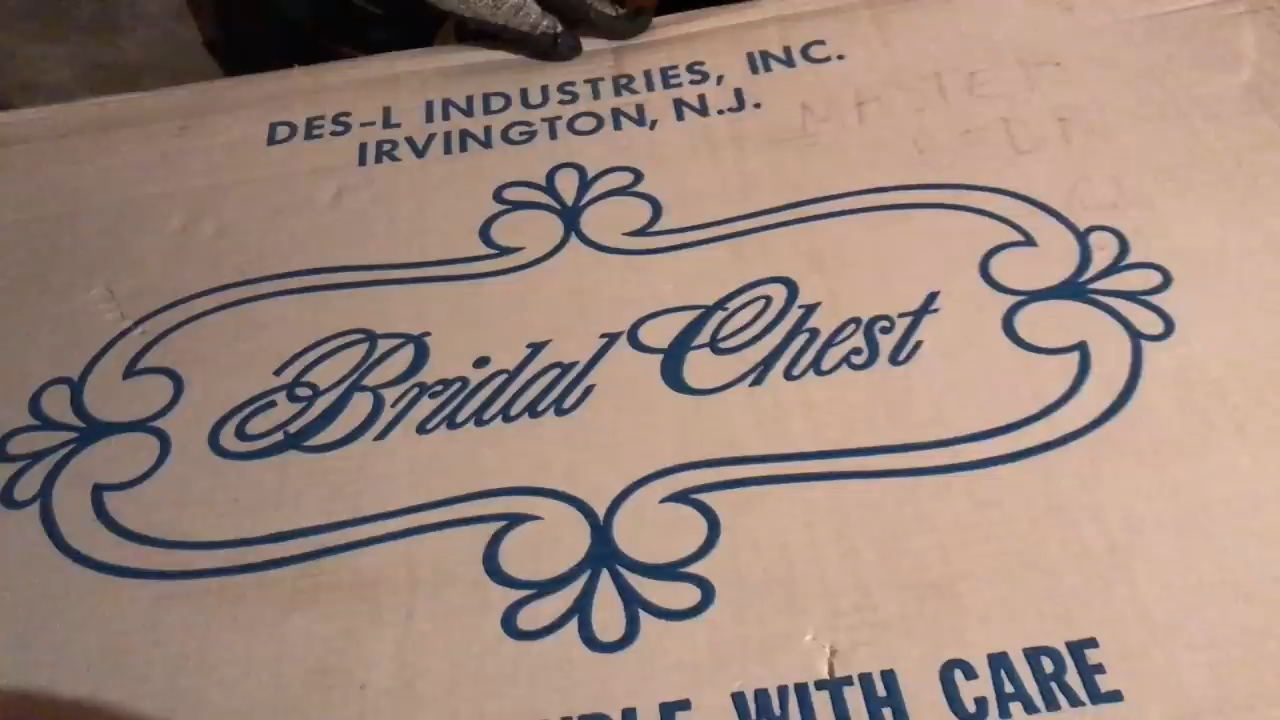 DES-L INDUSTRIES, INC.
IRVINGTON, N.J.
Bridal Chest
WITH CARE